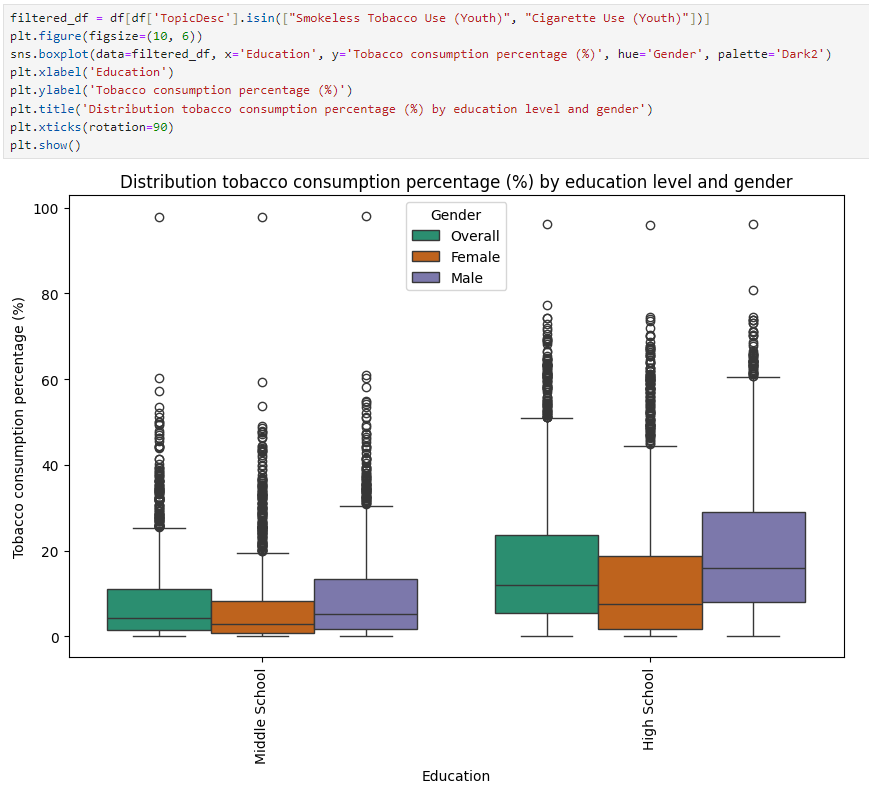 filtered_df = df[df['TopicDesc'].isin(["Smokeless Tobacco Use (Youth)", "Cigarette Use (Youth)"])]
plt.figure(figsize=(10, 6))
sns.boxplot(data=filtered_df, x='Education', y='Tobacco consumption percentage (%)', hue='Gender', palette='Dark2')
plt.xlabel('Education')
plt.ylabel('Tobacco consumption percentage (%)')
plt.title('Distribution tobacco consumption percentage (%) by education level and gender')
plt.xticks(rotation=90)
plt.show()
Distribution tobacco consumption percentage (%) by education level and gender
Gender
Overall
Female
Male
Tobacco consumption percentage (%)
100
80
60
40
20
0
Middle School
High School
Education